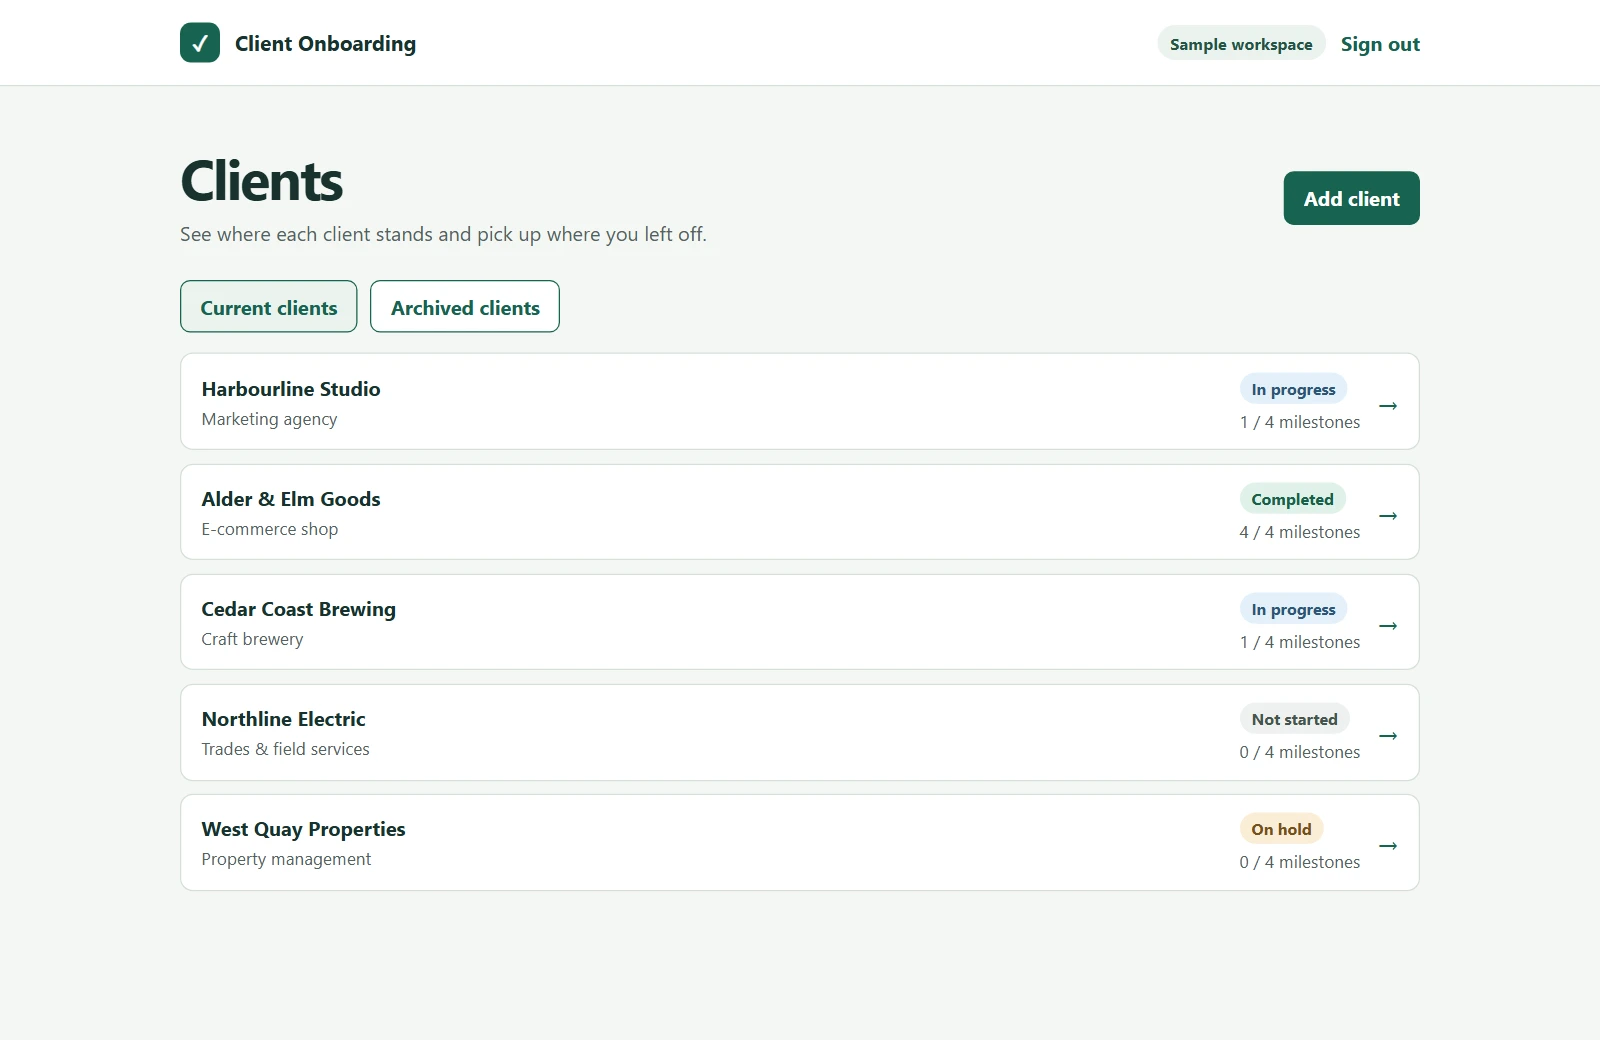 ✓ Client Onboarding
Sample workspace
Sign out
Clients
See where each client stands and pick up where you left off.
Add client
Current clients
Archived clients
Harbourline Studio
Marketing agency
In progress
1 / 4 milestones
→
Alder & Elm Goods
E-commerce shop
Completed
4 / 4 milestones
→
Cedar Coast Brewing
Craft brewery
In progress
1 / 4 milestones
→
Northline Electric
Trades & field services
Not started
0 / 4 milestones
→
West Quay Properties
Property management
On hold
0 / 4 milestones
→